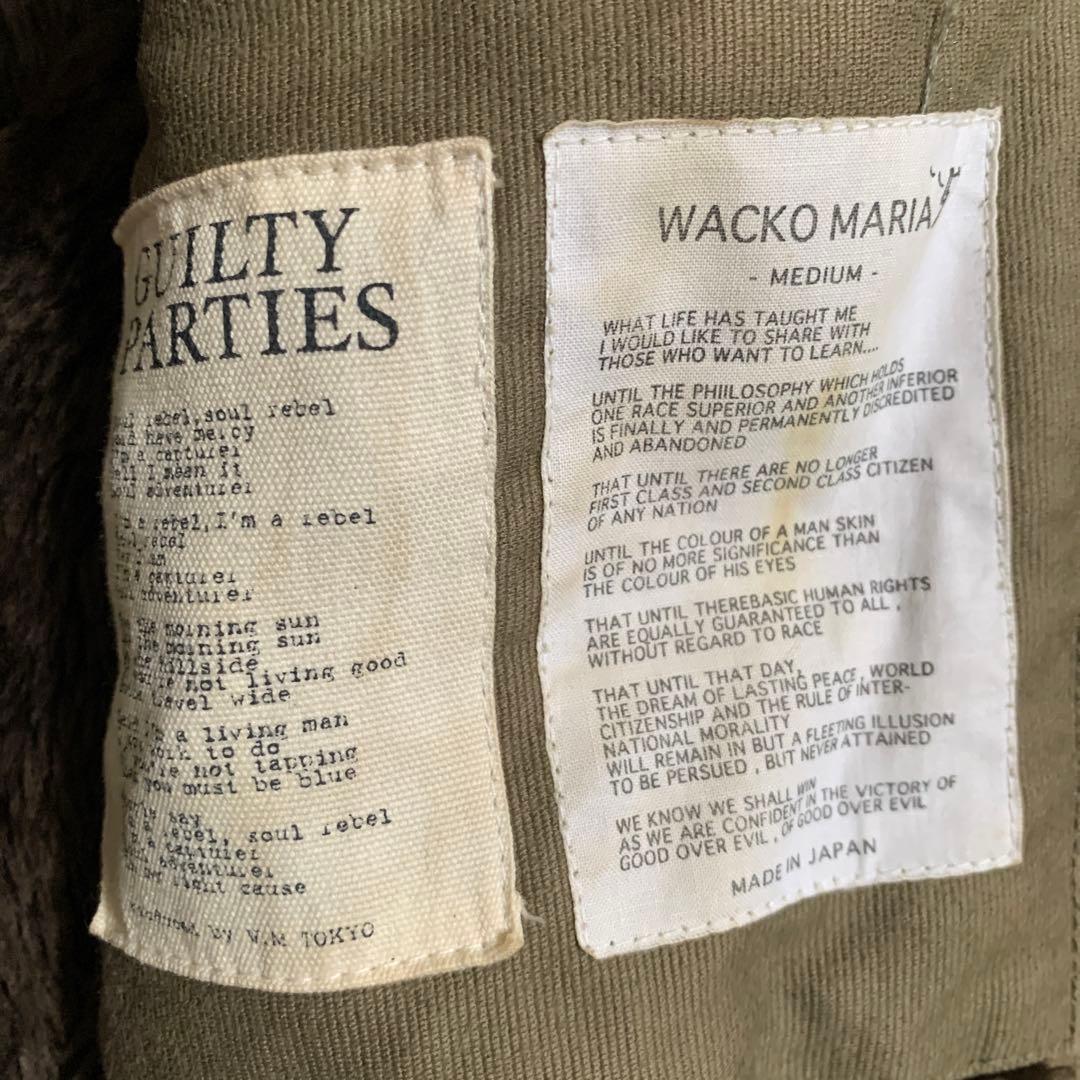 GUILTY
PARTIES
rebel, soul rebel
have mercy
a capturer
I mean it
soul adventurer
a rebel, I'm a rebel
rebel
I am
a capturer
adventurer
the morning sun
the morning sun
hillside
not living good
travel wide
I'm a living man
work to do
you're not tapping
you must be blue
say
a rebel, soul rebel
a capturer
soul adventurer
right cause
by W.M TOKYO
WACKO MARIA
- MEDIUM -
WHAT LIFE HAS TAUGHT ME
I WOULD LIKE TO SHARE WITH
THOSE WHO WANT TO LEARN....
UNTIL THE PHIILOSOPHY WHICH HOLDS
ONE RACE SUPERIOR AND ANOTHER INFERIOR
IS FINALLY AND PERMANENTLY DISCREDITED
AND ABANDONED
THAT UNTIL THERE ARE NO LONGER
FIRST CLASS AND SECOND CLASS CITIZEN
OF ANY NATION
UNTIL THE COLOUR OF A MAN SKIN
IS OF NO MORE SIGNIFICANCE THAN
THE COLOUR OF HIS EYES
THAT UNTIL THEREBASIC HUMAN RIGHTS
ARE EQUALLY GUARANTEED TO ALL ,
WITHOUT REGARD TO RACE
THAT UNTIL THAT DAY,
THE DREAM OF LASTING PEACE, WORLD
CITIZENSHIP AND THE RULE OF INTER-
NATIONAL MORALITY
WILL REMAIN IN BUT A FLEETING ILLUSION
TO BE PERSUED , BUT NEVER ATTAINED
WE KNOW WE SHALL WIN
AS WE ARE CONFIDENT IN THE VICTORY OF
GOOD OVER EVIL , OF GOOD OVER EVIL
MADE IN JAPAN